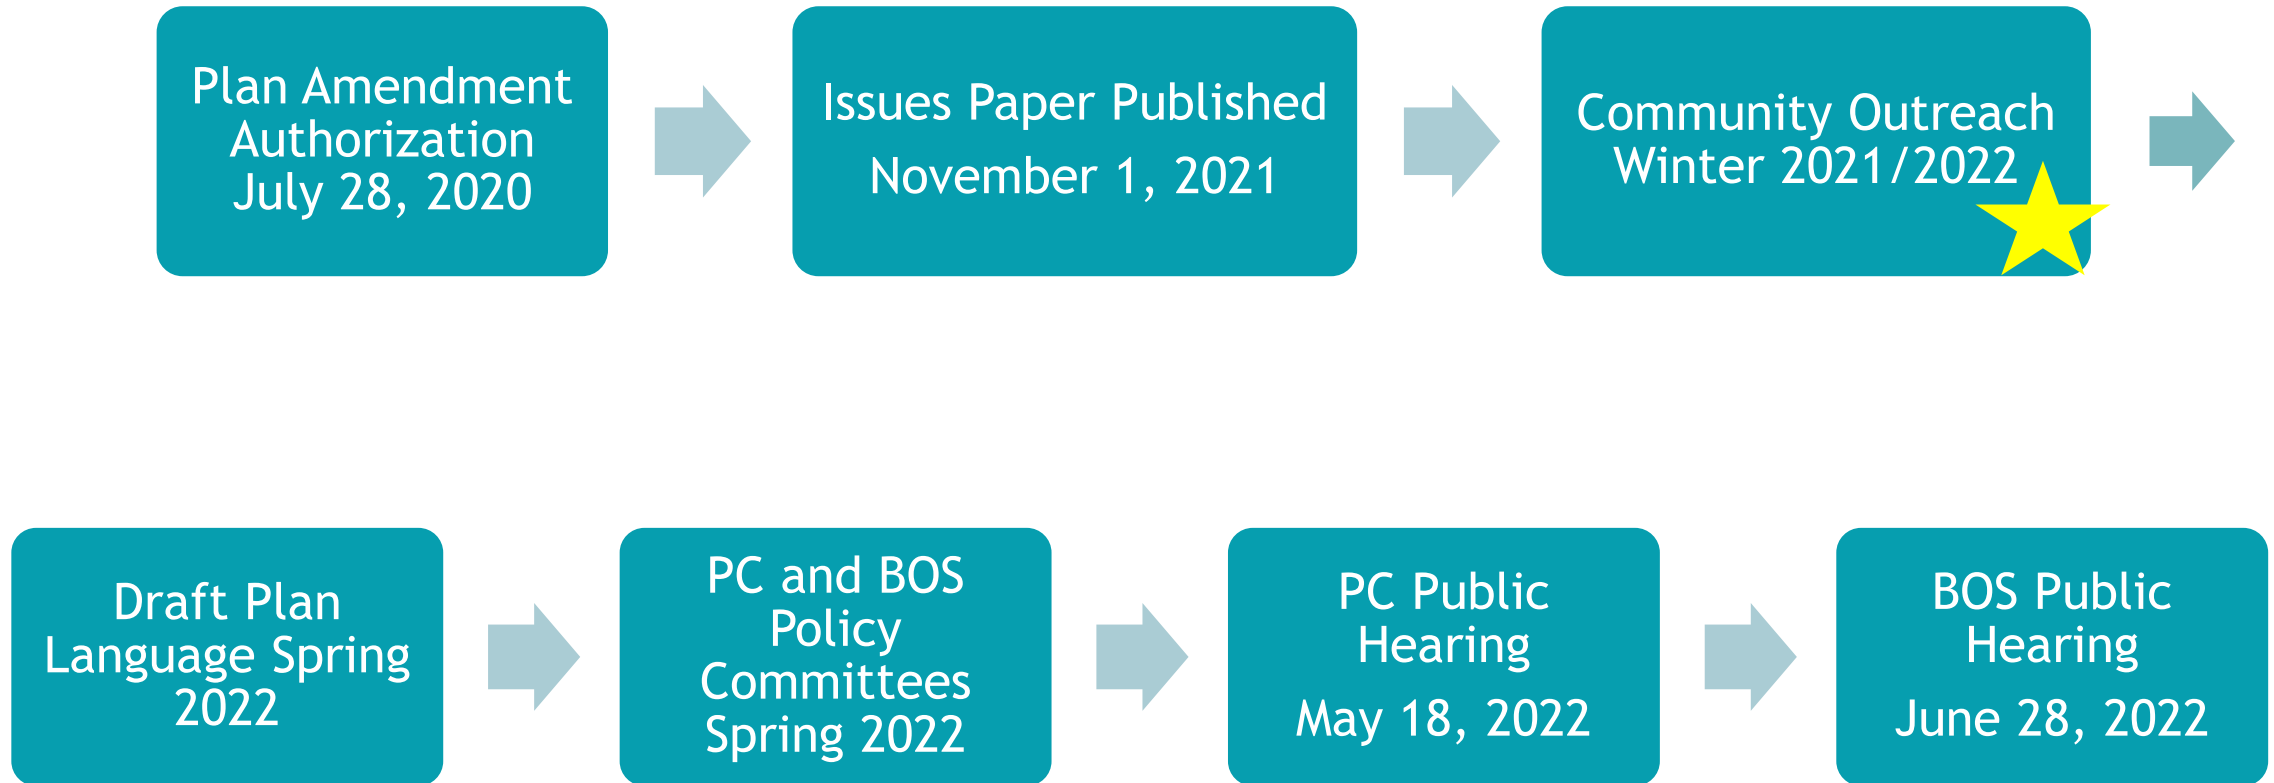 Plan Amendment
Authorization
July 28, 2020
Issues Paper Published
November 1, 2021
Community Outreach
Winter 2021/2022
Draft Plan
Language Spring
2022
PC and BOS
Policy
Committees
Spring 2022
PC Public
Hearing
May 18, 2022
BOS Public
Hearing
June 28, 2022